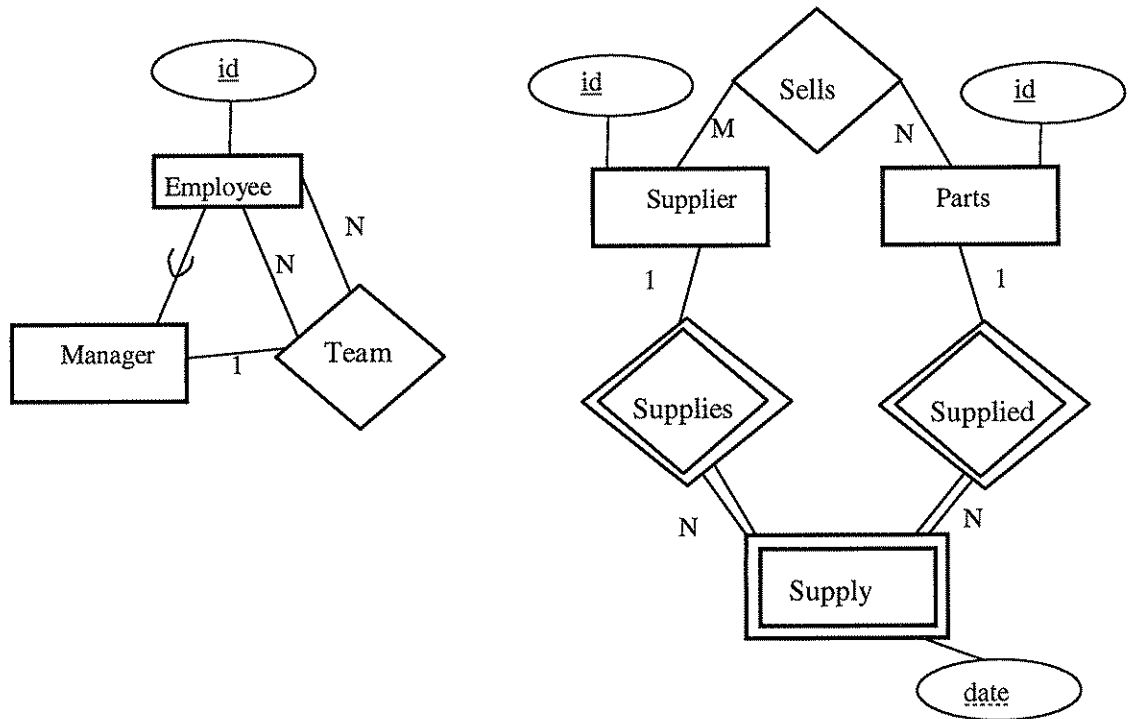 id
Employee
N
N
Manager
1
Team
id
Sells
id
M
N
Supplier
Parts
1
1
Supplies
Supplied
N
N
Supply
date